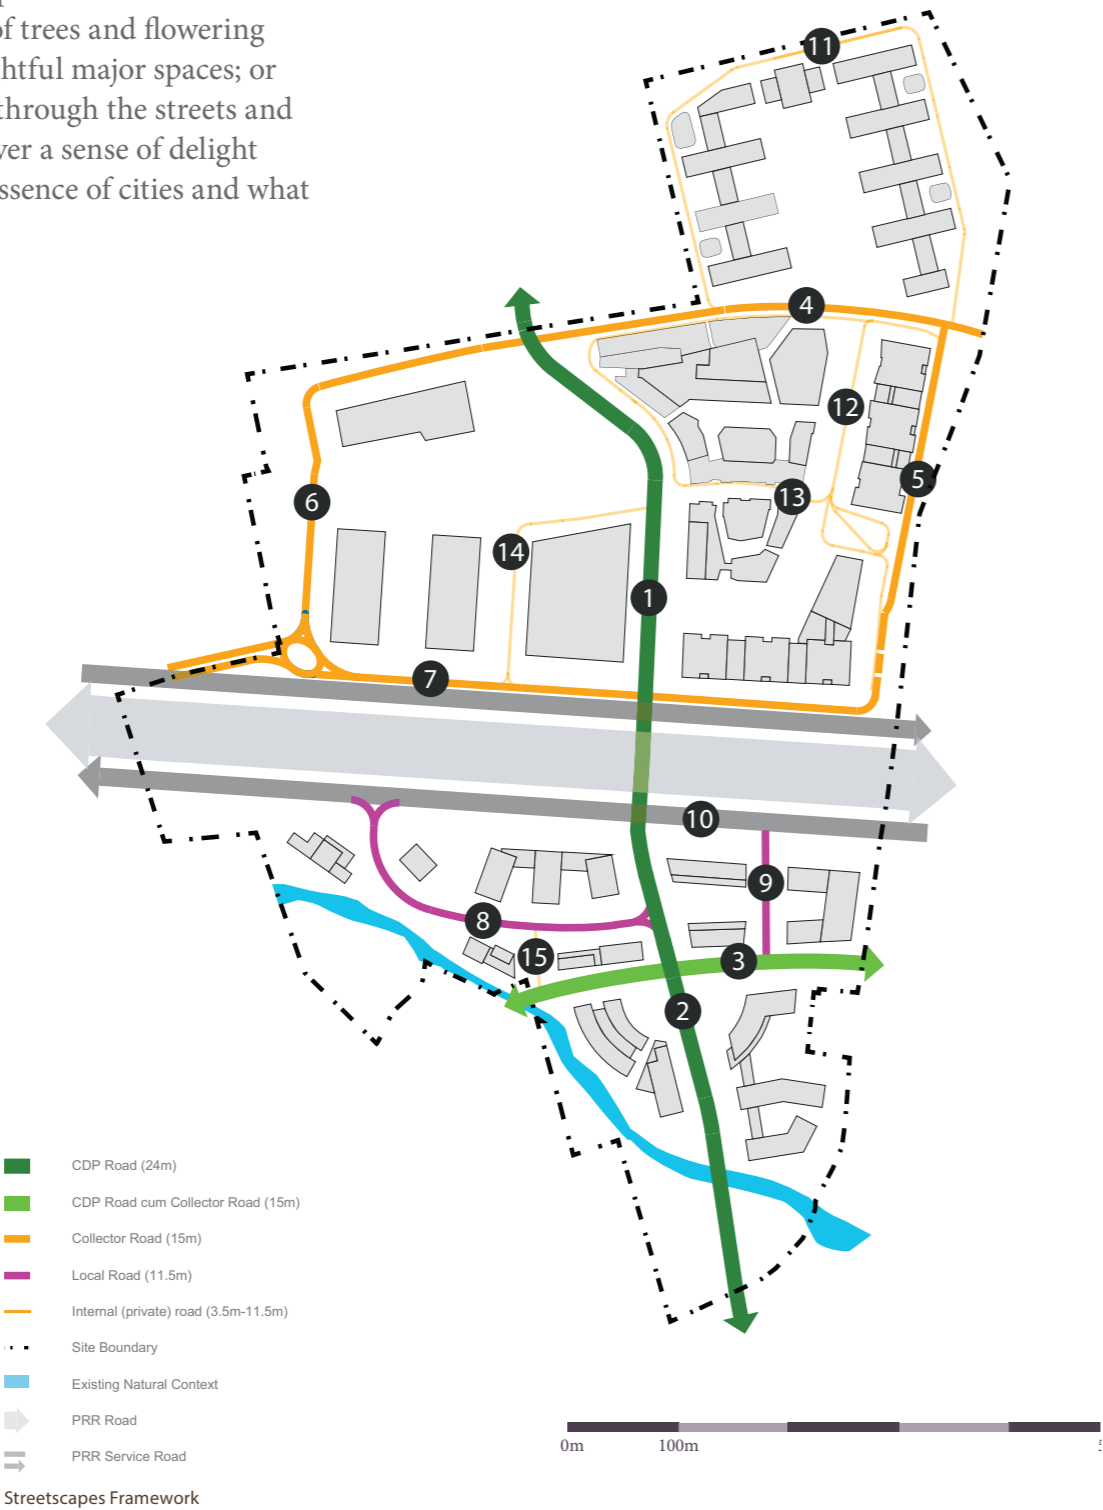 of trees and flowering
htful major spaces; or
through the streets and
ver a sense of delight
ssence of cities and what
11
4
12
5
6
13
14
1
7
10
9
8
15
3
2
CDP Road (24m)
CDP Road cum Collector Road (15m)
Collector Road (15m)
Local Road (11.5m)
Internal (private) road (3.5m-11.5m)
Site Boundary
Existing Natural Context
PRR Road
PRR Service Road
0m 100m
Streetscapes Framework